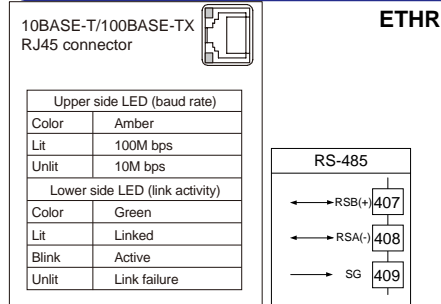 10BASE-T/100BASE-TX
RJ45 connector
ETHR
Upper side LED (baud rate)
Color Amber
Lit 100M bps
Unlit 10M bps
Lower side LED (link activity)
Color Green
Lit Linked
Blink Active
Unlit Link failure
RS-485
RSB(+) 407
RSA(-) 408
SG 409